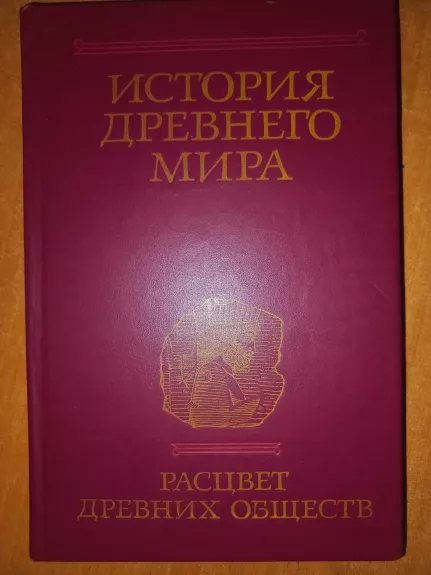 ИСТОРИЯ
ДРЕВНЕГО
МИРА
РАСЦВЕТ
ДРЕВНИХ ОБЩЕСТВ